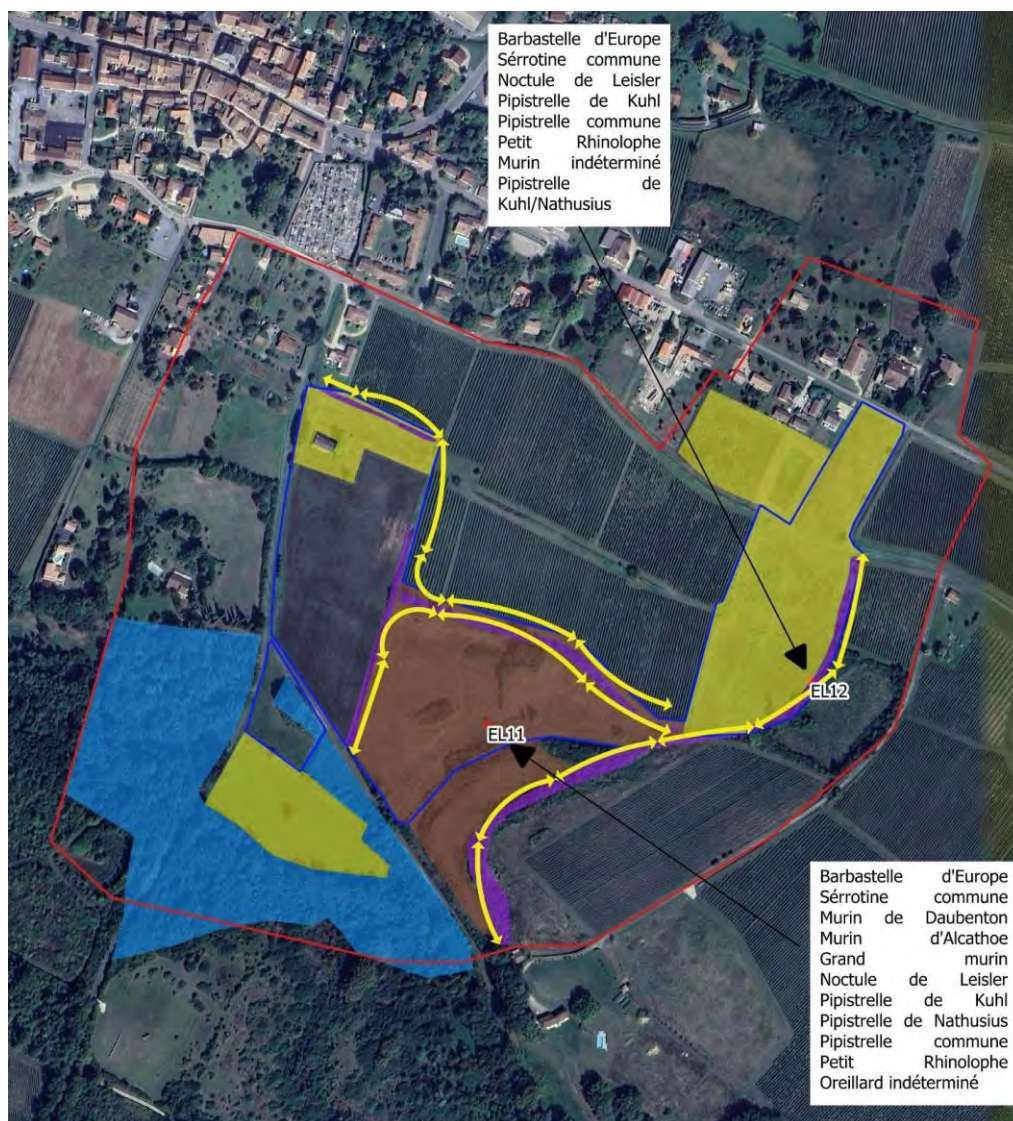 Barbastelle d'Europe
Sérrotine commune
Noctule de Leisler
Pipistrelle de Kuhl
Pipistrelle commune
Petit Rhinolophe
Murin indéterminé
Pipistrelle de
Kuhl/Nathusius
EL12
EL11
Barbastelle d'Europe
Sérrotine commune
Murin de Daubenton
Murin d'Alcathoe
Grand murin
Noctule de Leisler
Pipistrelle de Kuhl
Pipistrelle de Nathusius
Pipistrelle commune
Petit Rhinolophe
Oreillard indéterminé